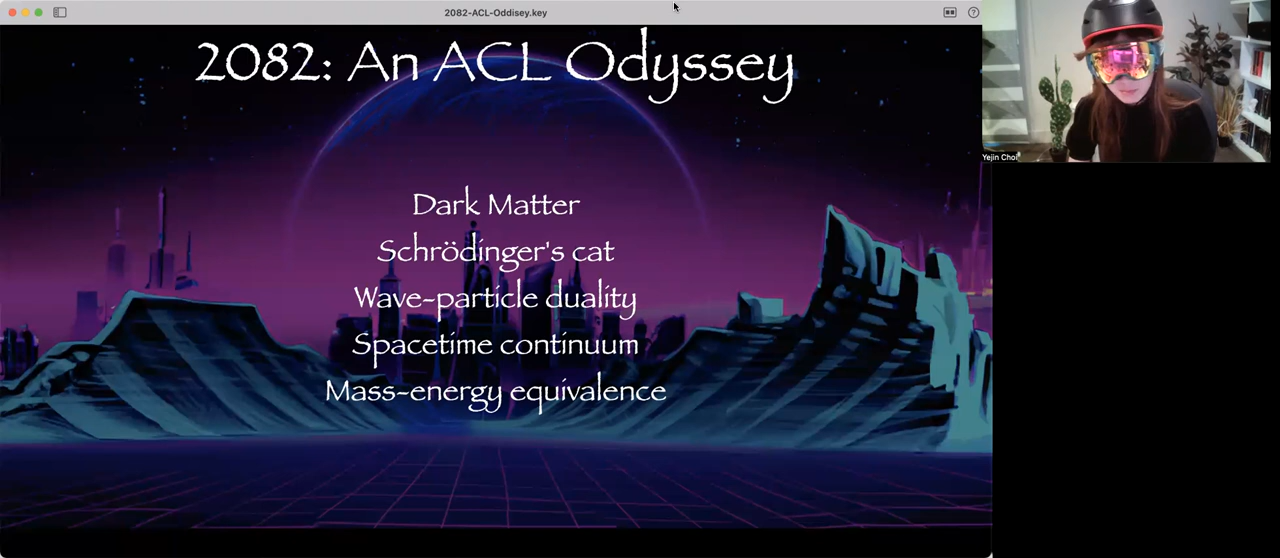 2082-ACL-Oddisey.key
2082: An ACL Odyssey
Dark Matter
Schrödinger's cat
Wave-particle duality
Spacetime continuum
Mass-energy equivalence
Yejin Choi